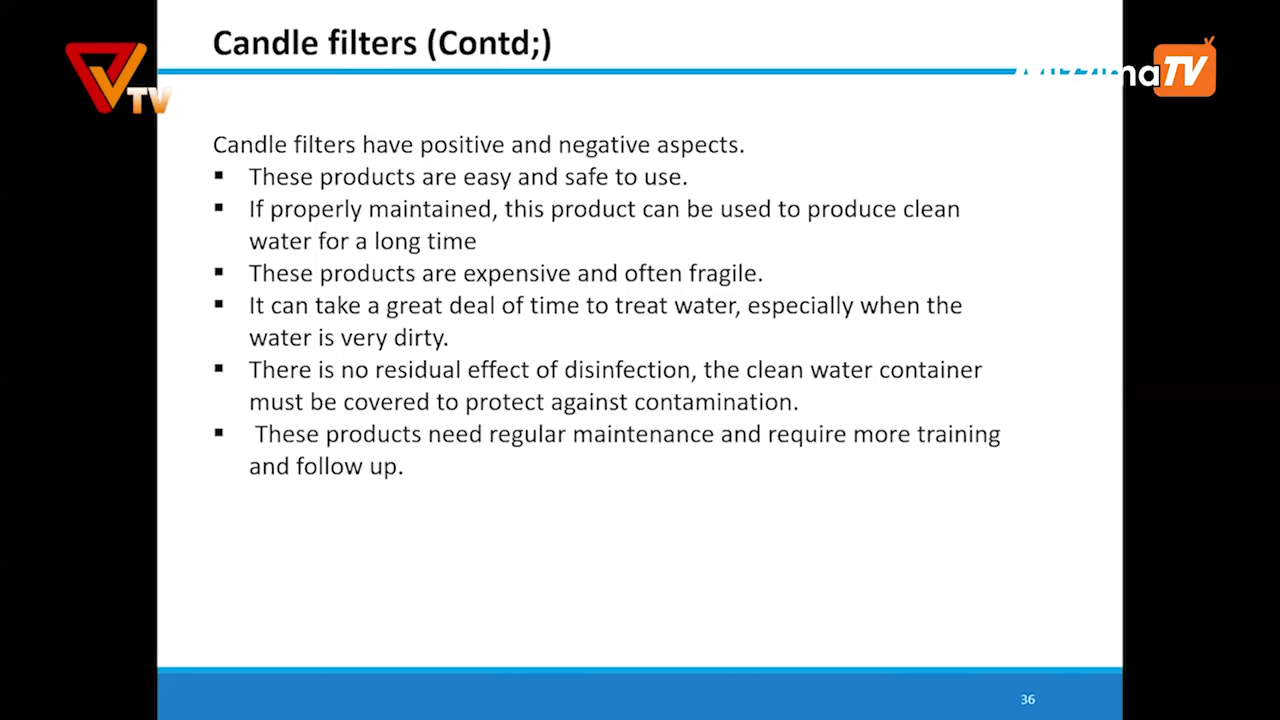 Candle filters (Contd;)
TV
TV
Candle filters have positive and negative aspects.
▪ These products are easy and safe to use.
▪ If properly maintained, this product can be used to produce clean
water for a long time
▪ These products are expensive and often fragile.
▪ It can take a great deal of time to treat water, especially when the
water is very dirty.
▪ There is no residual effect of disinfection, the clean water container
must be covered to protect against contamination.
▪ These products need regular maintenance and require more training
and follow up.
36